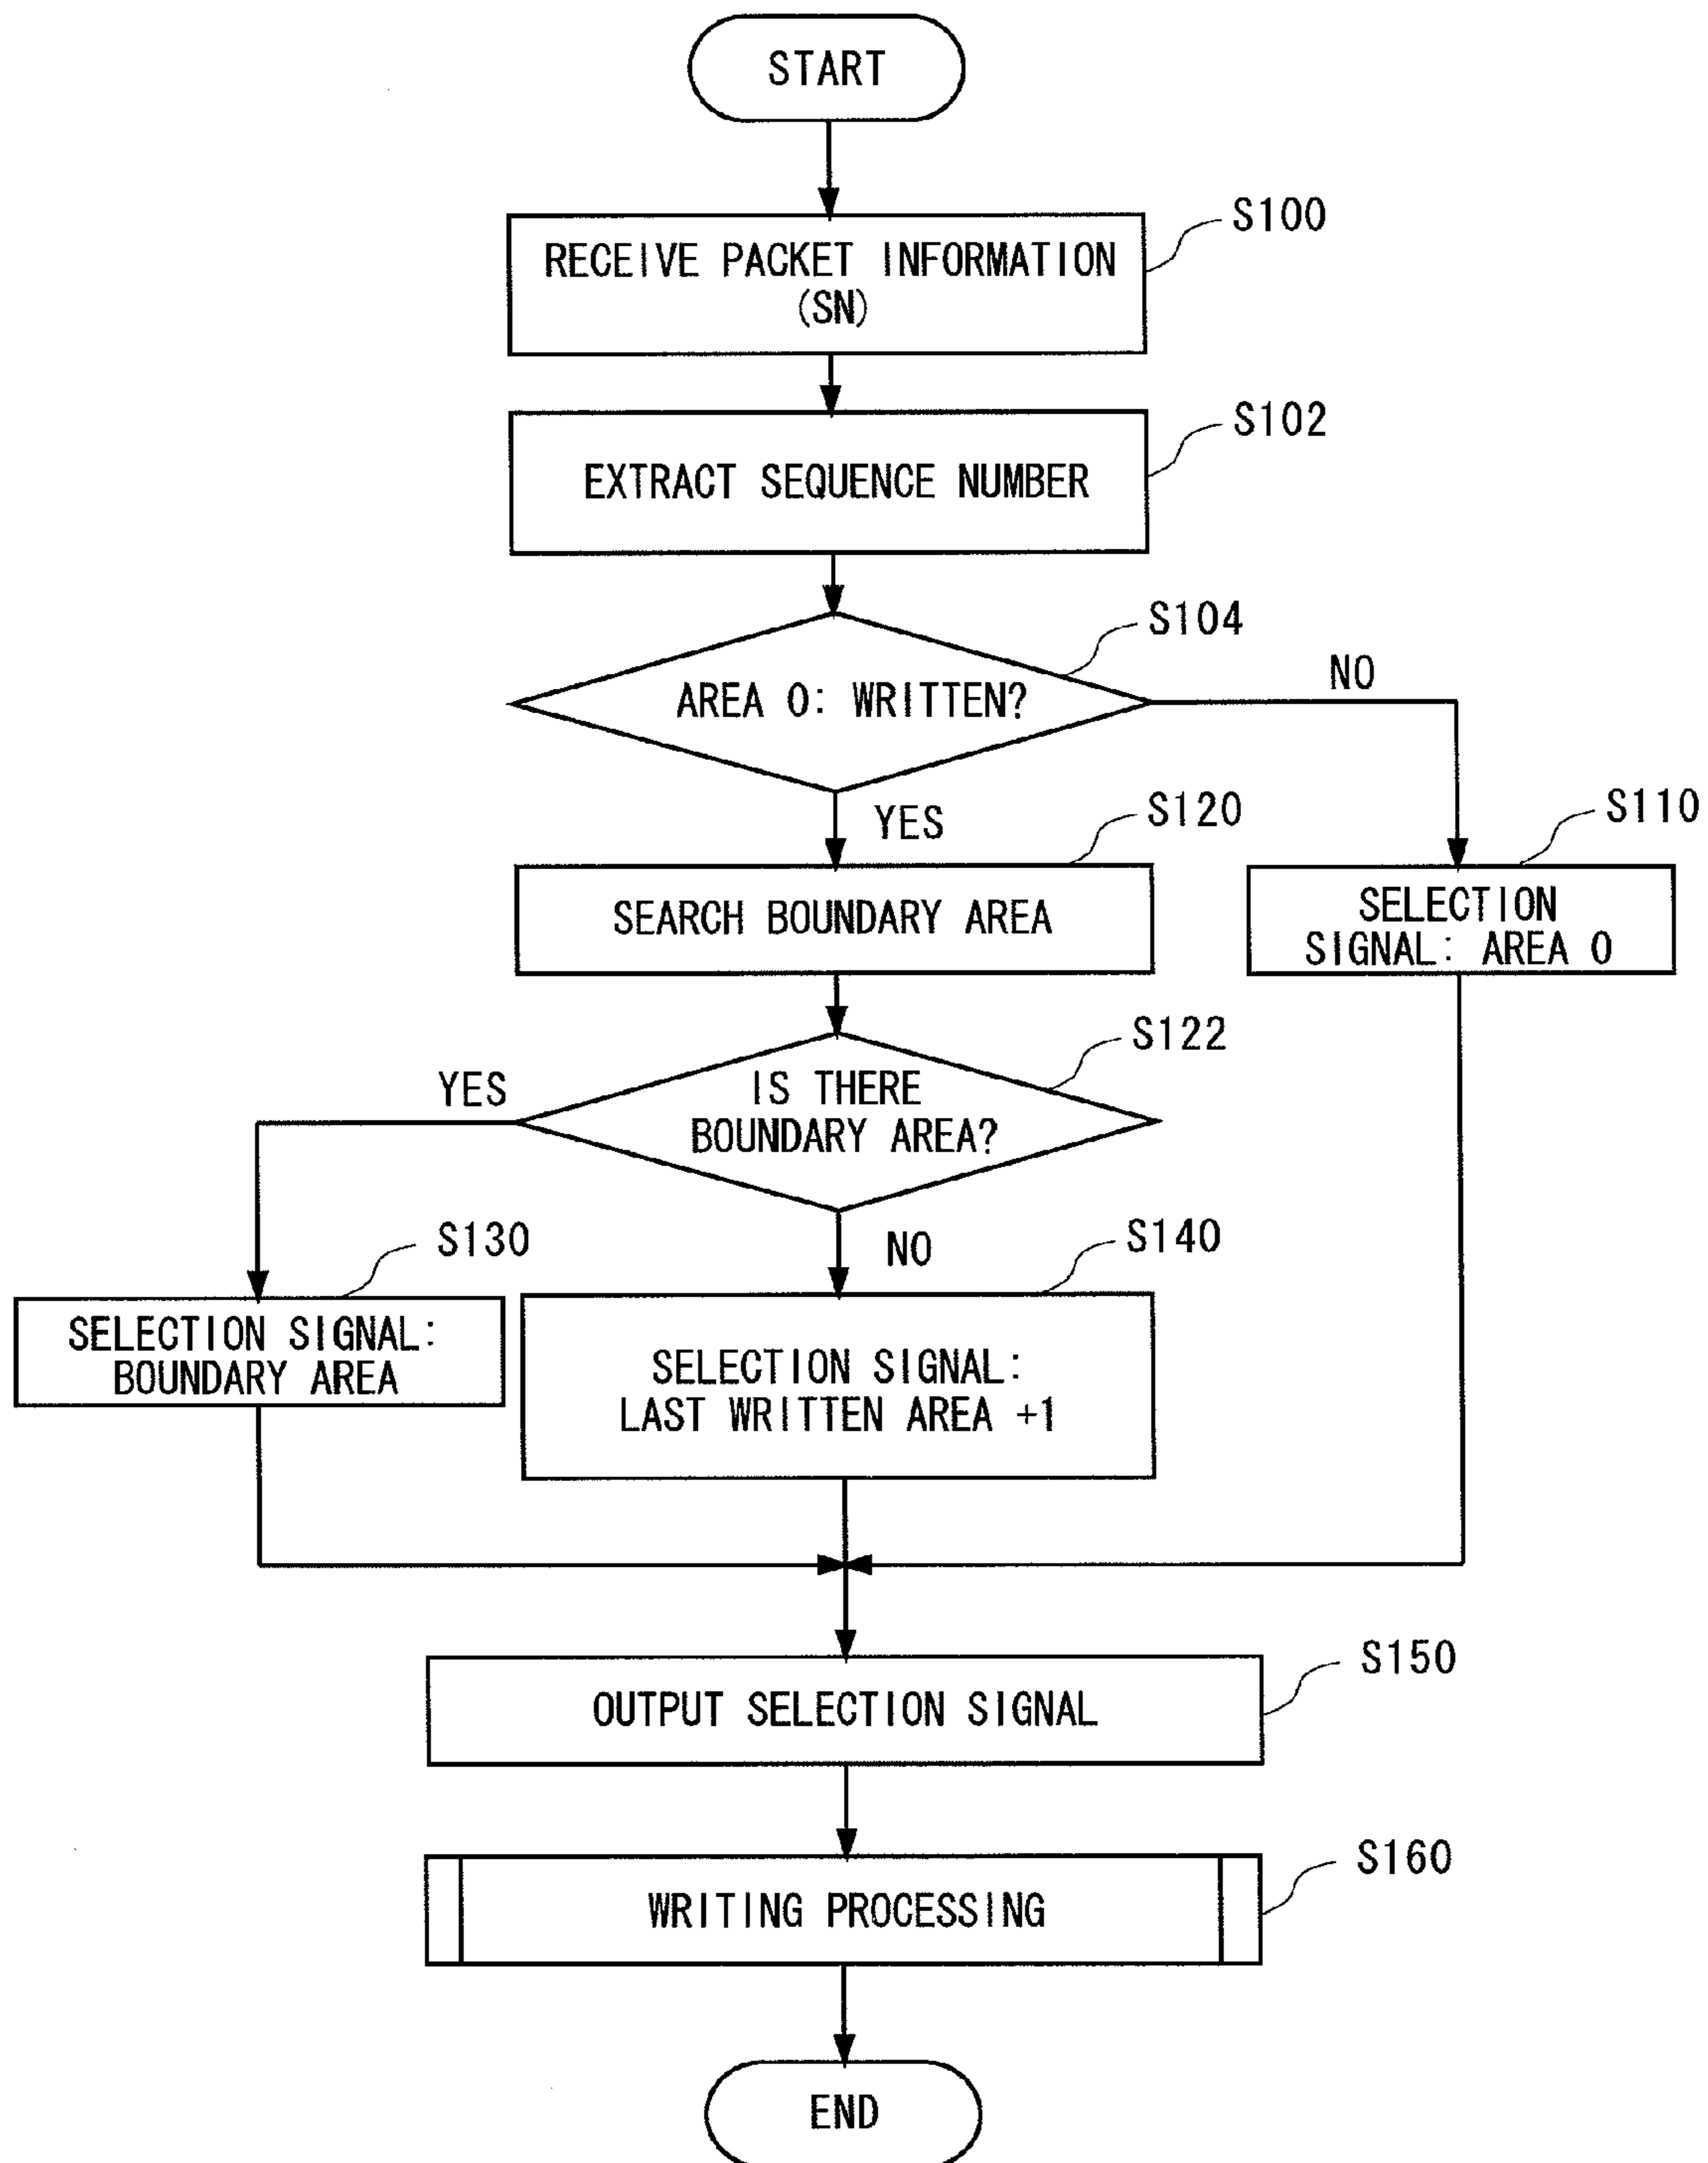 START
S100
RECEIVE PACKET INFORMATION
(SN)
S102
EXTRACT SEQUENCE NUMBER
S104
AREA 0: WRITTEN?
NO
YES
S120
SEARCH BOUNDARY AREA
S110
SELECTION
SIGNAL: AREA 0
S122
IS THERE
BOUNDARY AREA?
YES
NO
S130
SELECTION SIGNAL:
BOUNDARY AREA
S140
SELECTION SIGNAL:
LAST WRITTEN AREA +1
S150
OUTPUT SELECTION SIGNAL
S160
WRITING PROCESSING
END